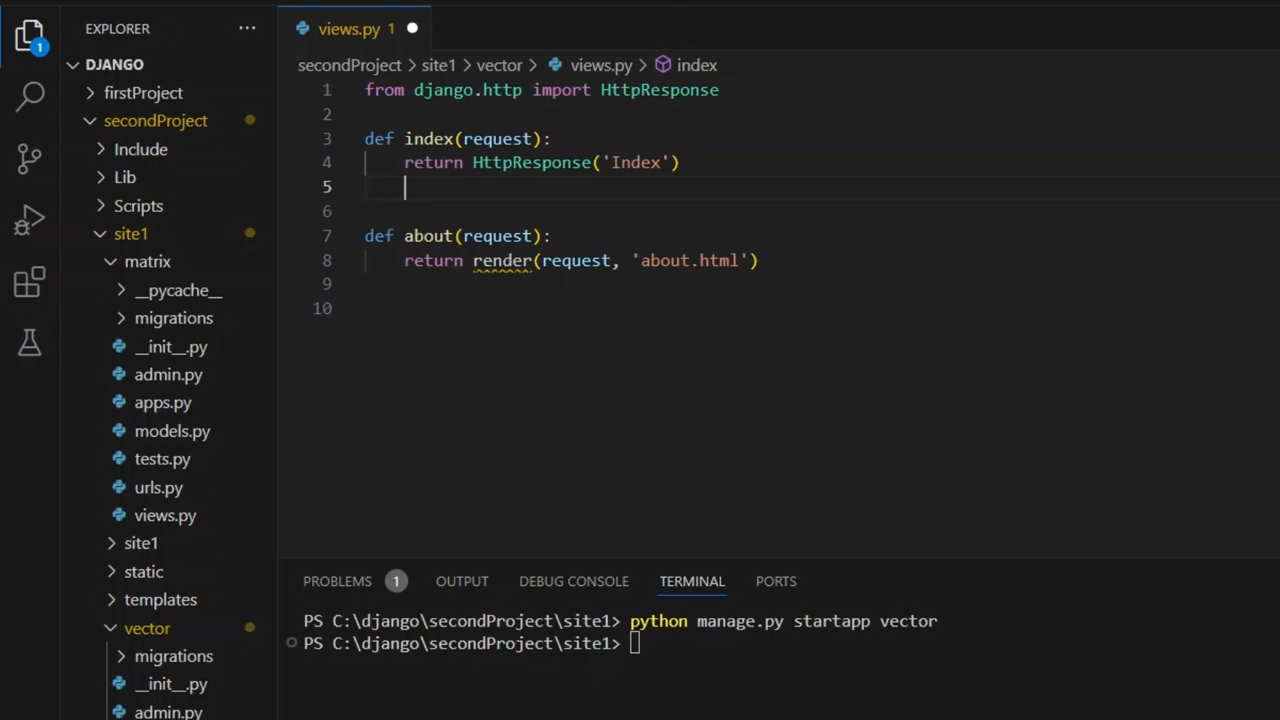 EXPLORER
1
DJANGO
firstProject
secondProject
Include
Lib
Scripts
site1
matrix
__pycache__
migrations
__init__.py
admin.py
apps.py
models.py
tests.py
urls.py
views.py
site1
static
templates
vector
migrations
__init__.py
admin.py
views.py 1
secondProject > site1 > vector > views.py > index
1 from django.http import HttpResponse
2
3 def index(request):
4     return HttpResponse('Index')
5
6
7 def about(request):
8     return render(request, 'about.html')
9
10
PROBLEMS 1 OUTPUT DEBUG CONSOLE TERMINAL PORTS
PS C:\django\secondProject\site1> python manage.py startapp vector
PS C:\django\secondProject\site1>